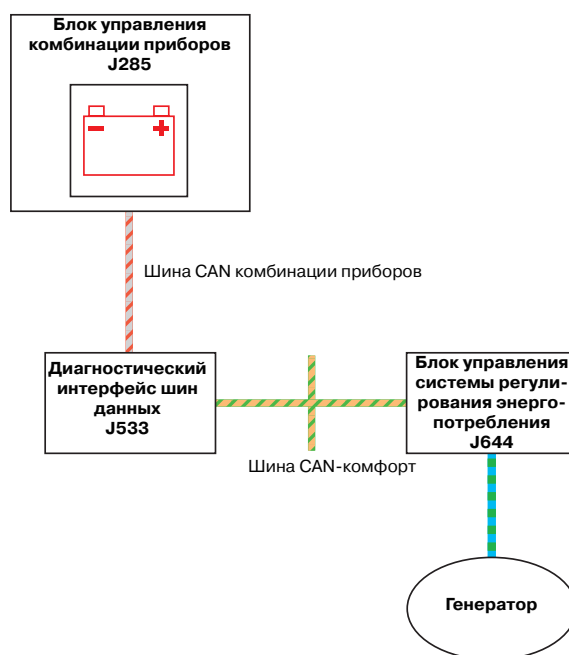 Блок управления
комбинации приборов
J285
Шина CAN комбинации приборов
Диагностический
интерфейс шин
данных
J533
Блок управления
системы регули-
рования энерго-
потребления
J644
Шина CAN-комфорт
Генератор